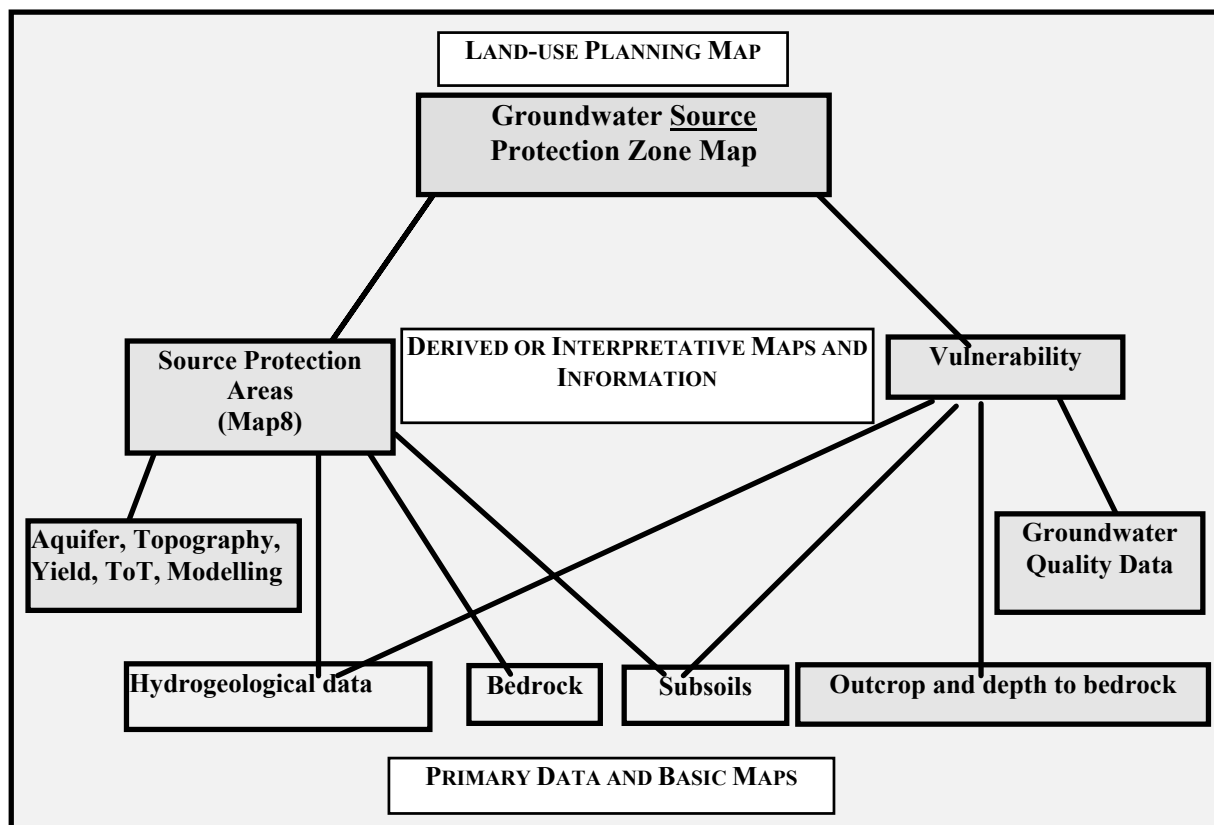 LAND-USE PLANNING MAP
Groundwater Source
Protection Zone Map
Source Protection
Areas
(Map8)
DERIVED OR INTERPRETATIVE MAPS AND
INFORMATION
Vulnerability
Aquifer, Topography,
Yield, ToT, Modelling
Groundwater
Quality Data
Hydrogeological data
Bedrock
Subsoils
Outcrop and depth to bedrock
PRIMARY DATA AND BASIC MAPS